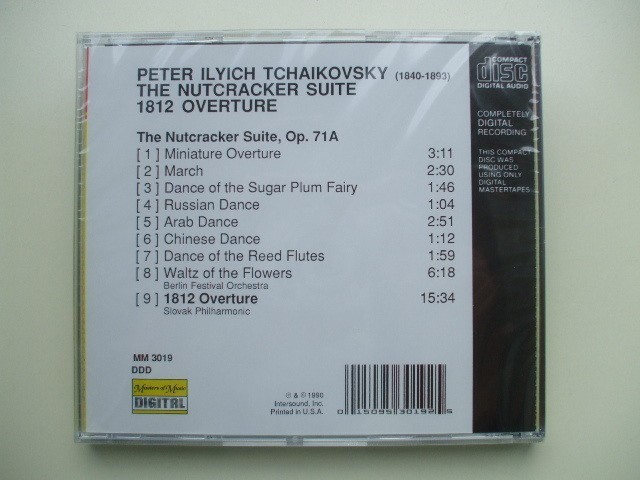 PETER ILYICH TCHAIKOVSKY (1840-1893)
THE NUTCRACKER SUITE
1812 OVERTURE
The Nutcracker Suite, Op. 71A
[ 1 ] Miniature Overture 3:11
[ 2 ] March 2:30
[ 3 ] Dance of the Sugar Plum Fairy 1:46
[ 4 ] Russian Dance 1:04
[ 5 ] Arab Dance 2:51
[ 6 ] Chinese Dance 1:12
[ 7 ] Dance of the Reed Flutes 1:59
[ 8 ] Waltz of the Flowers 6:18
Berlin Festival Orchestra
[ 9 ] 1812 Overture 15:34
Slovak Philharmonic
MM 3019
DDD
Masters of Music
DIGITAL
℗ & © 1990
Intersound, Inc.
Printed in U.S.A.
0 15095 30192 5
COMPACT
disc
DIGITAL AUDIO
COMPLETELY
DIGITAL
RECORDING
THIS COMPACT
DISC WAS
PRODUCED
USING ONLY
DIGITAL
MASTERTAPES